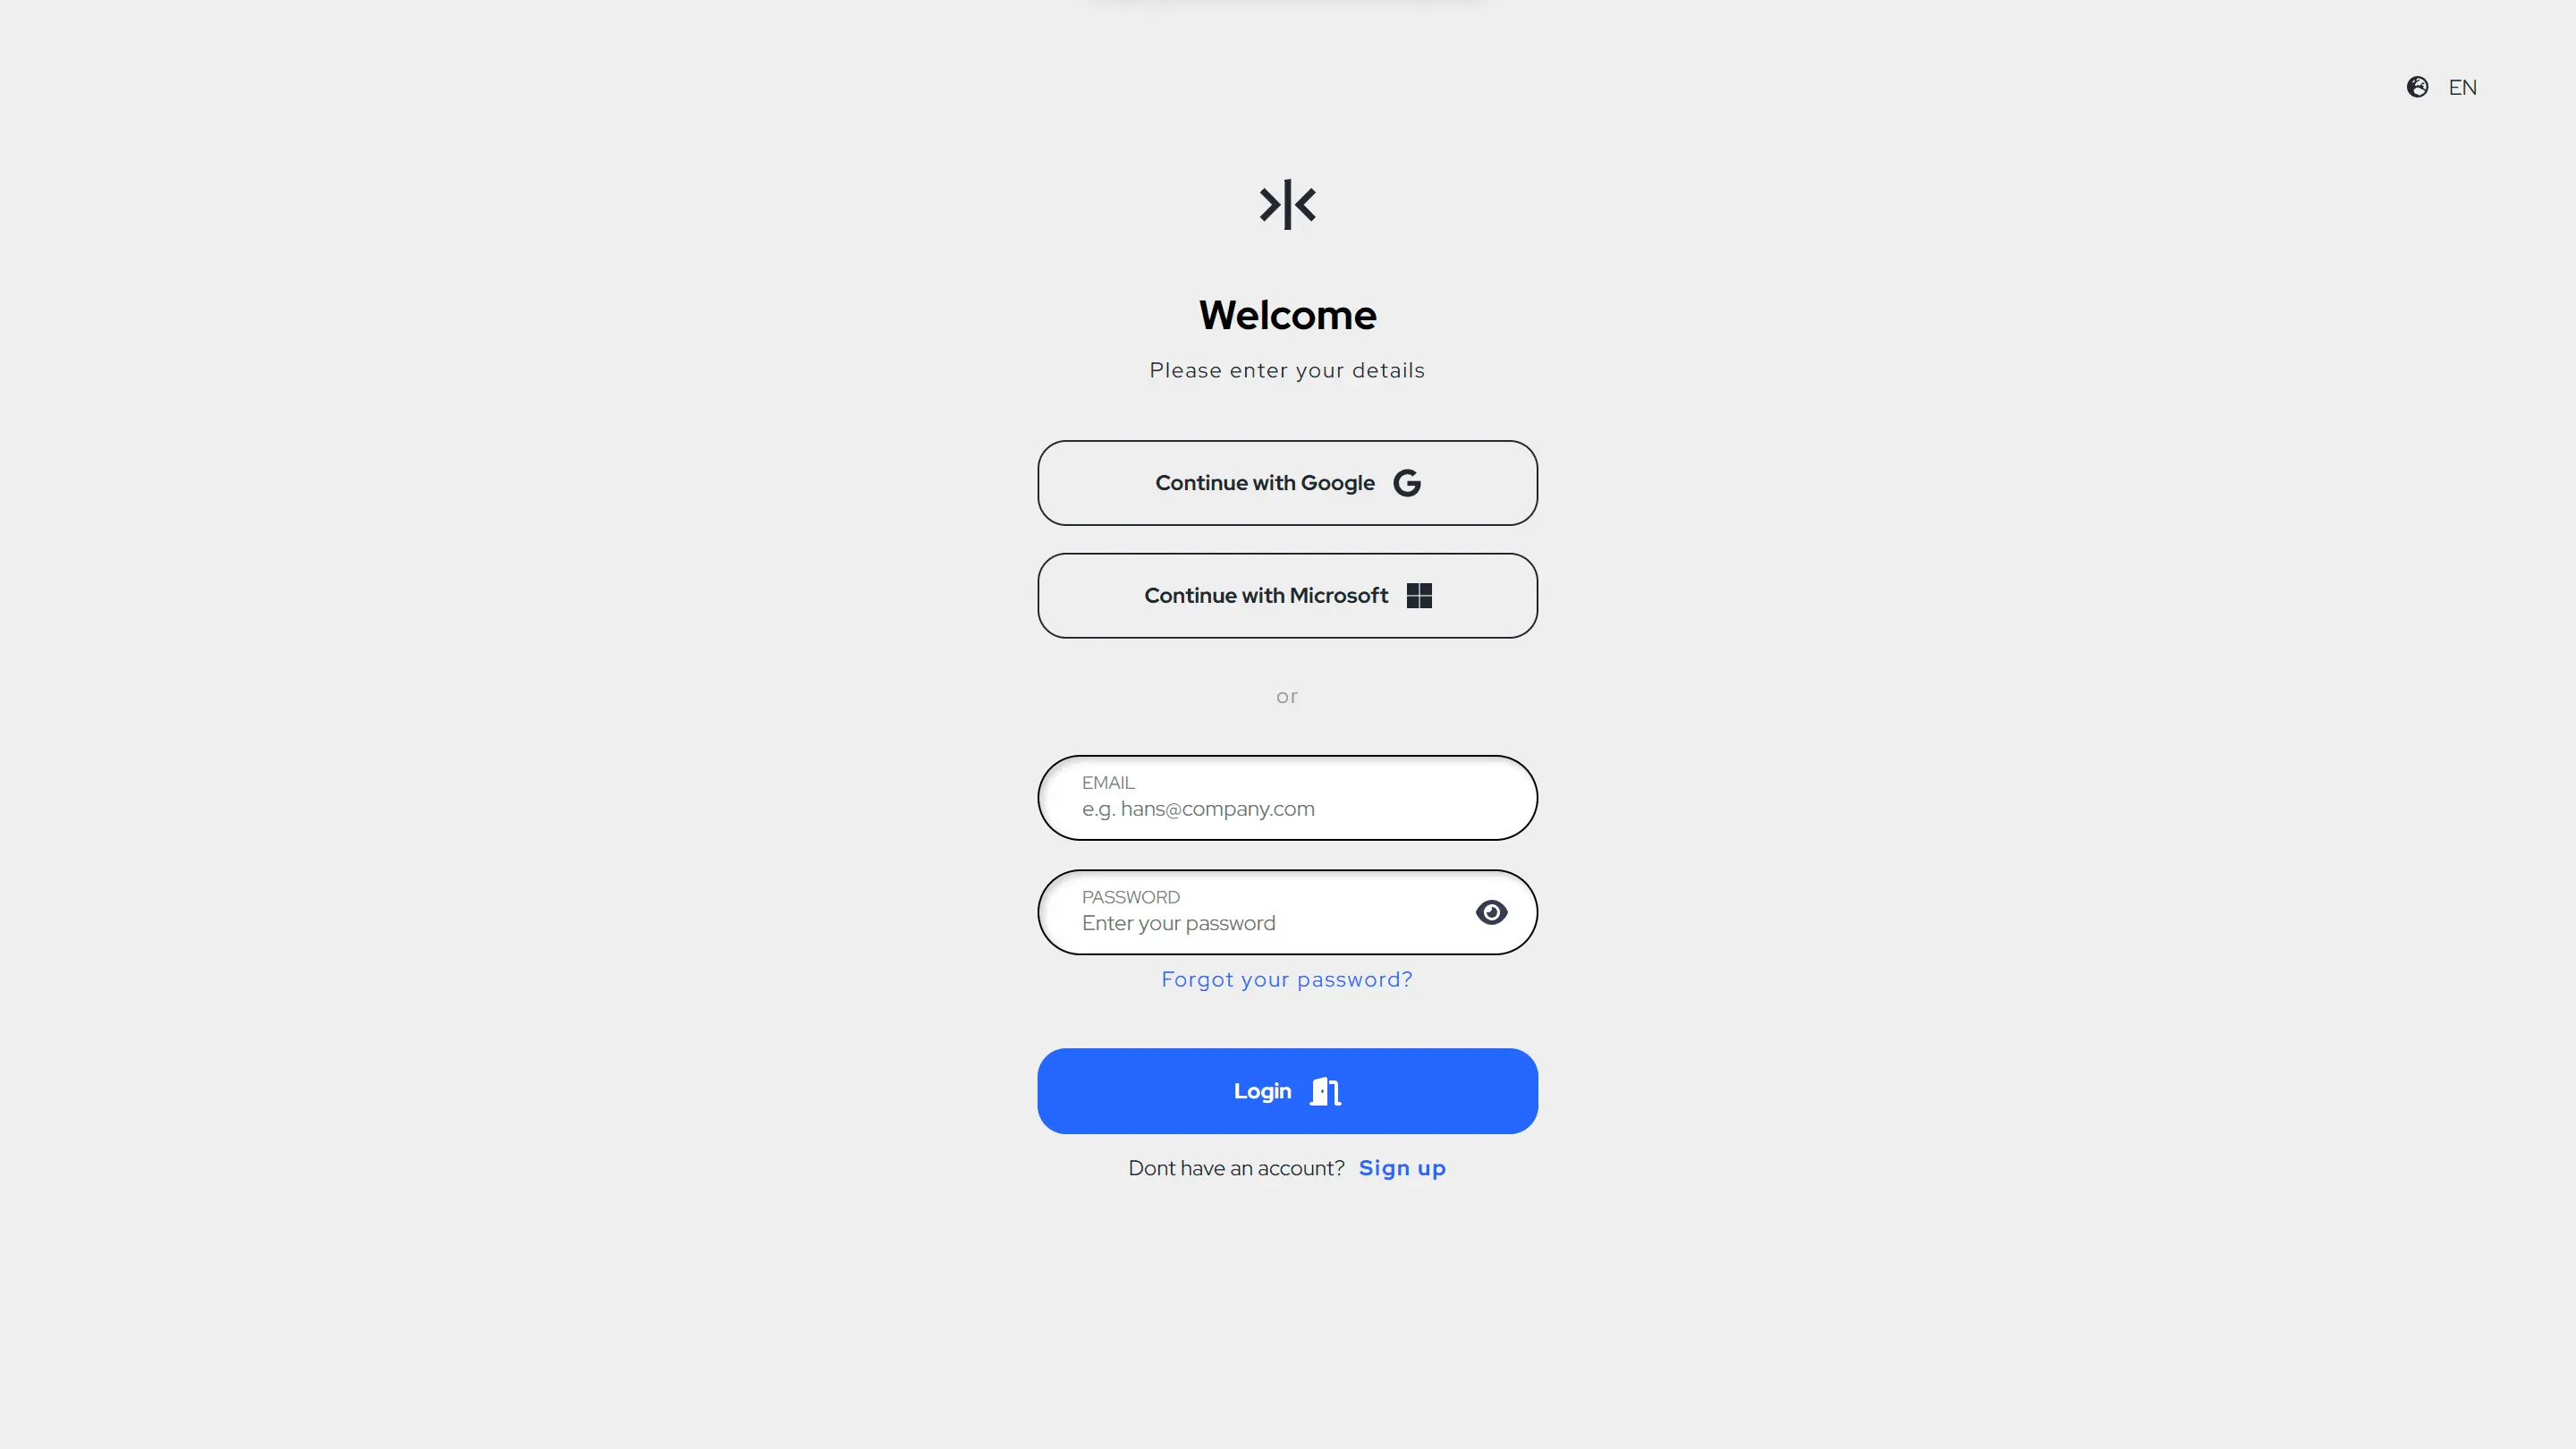 EN
Welcome
Please enter your details
Continue with Google
Continue with Microsoft
or
EMAIL
e.g. hans@company.com
PASSWORD
Enter your password
Forgot your password?
Login
Dont have an account? Sign up